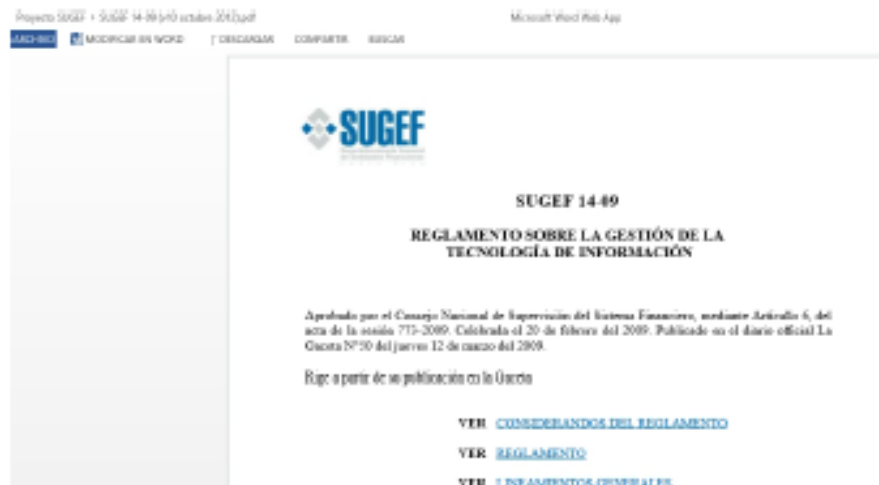 Proyecto SUGEF › SUGEF 14-09 (v10 octubre 2012).pdf
Microsoft Word Web App
ARCHIVO MODIFICAR EN WORD DESCARGAR COMPARTIR BUSCAR
SUGEF
SUGEF 14-09
REGLAMENTO SOBRE LA GESTIÓN DE LA
TECNOLOGÍA DE INFORMACIÓN
Aprobado por el Consejo Nacional de Supervisión del Sistema Financiero, mediante Artículo 6, del
acta de la sesión 773-2009. Celebrada el 20 de febrero del 2009. Publicado en el diario oficial La
Gaceta N°50 del jueves 12 de marzo del 2009.
Rige a partir de su publicación en la Gaceta
VER CONSIDERANDOS DEL REGLAMENTO
VER REGLAMENTO
VER LINEAMIENTOS GENERALES